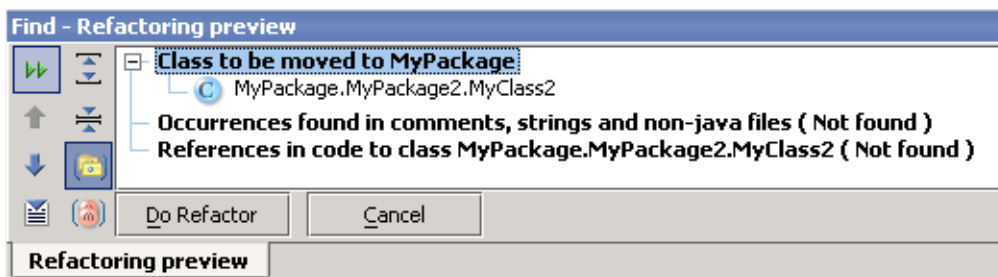 Find - Refactoring preview
Class to be moved to MyPackage
C MyPackage.MyPackage2.MyClass2
Occurrences found in comments, strings and non-java files ( Not found )
References in code to class MyPackage.MyPackage2.MyClass2 ( Not found )
Do Refactor Cancel
Refactoring preview